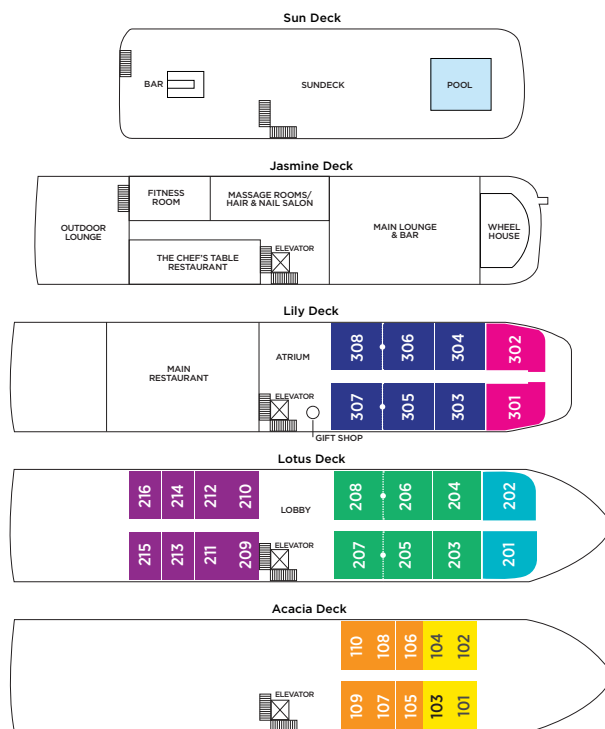 Sun Deck
BAR
SUNDECK
POOL
Jasmine Deck
FITNESS
ROOM
MASSAGE ROOMS/
HAIR & NAIL SALON
OUTDOOR
LOUNGE
MAIN LOUNGE
& BAR
WHEEL
HOUSE
THE CHEF'S TABLE
RESTAURANT
ELEVATOR
Lily Deck
MAIN
RESTAURANT
ATRIUM
308 306 304 302
ELEVATOR
307 305 303 301
GIFT SHOP
Lotus Deck
216 214 212 210
LOBBY
208 206 204 202
215 213 211 209
ELEVATOR
207 205 203 201
Acacia Deck
110 108 106 104 102
ELEVATOR
109 107 105 103 101